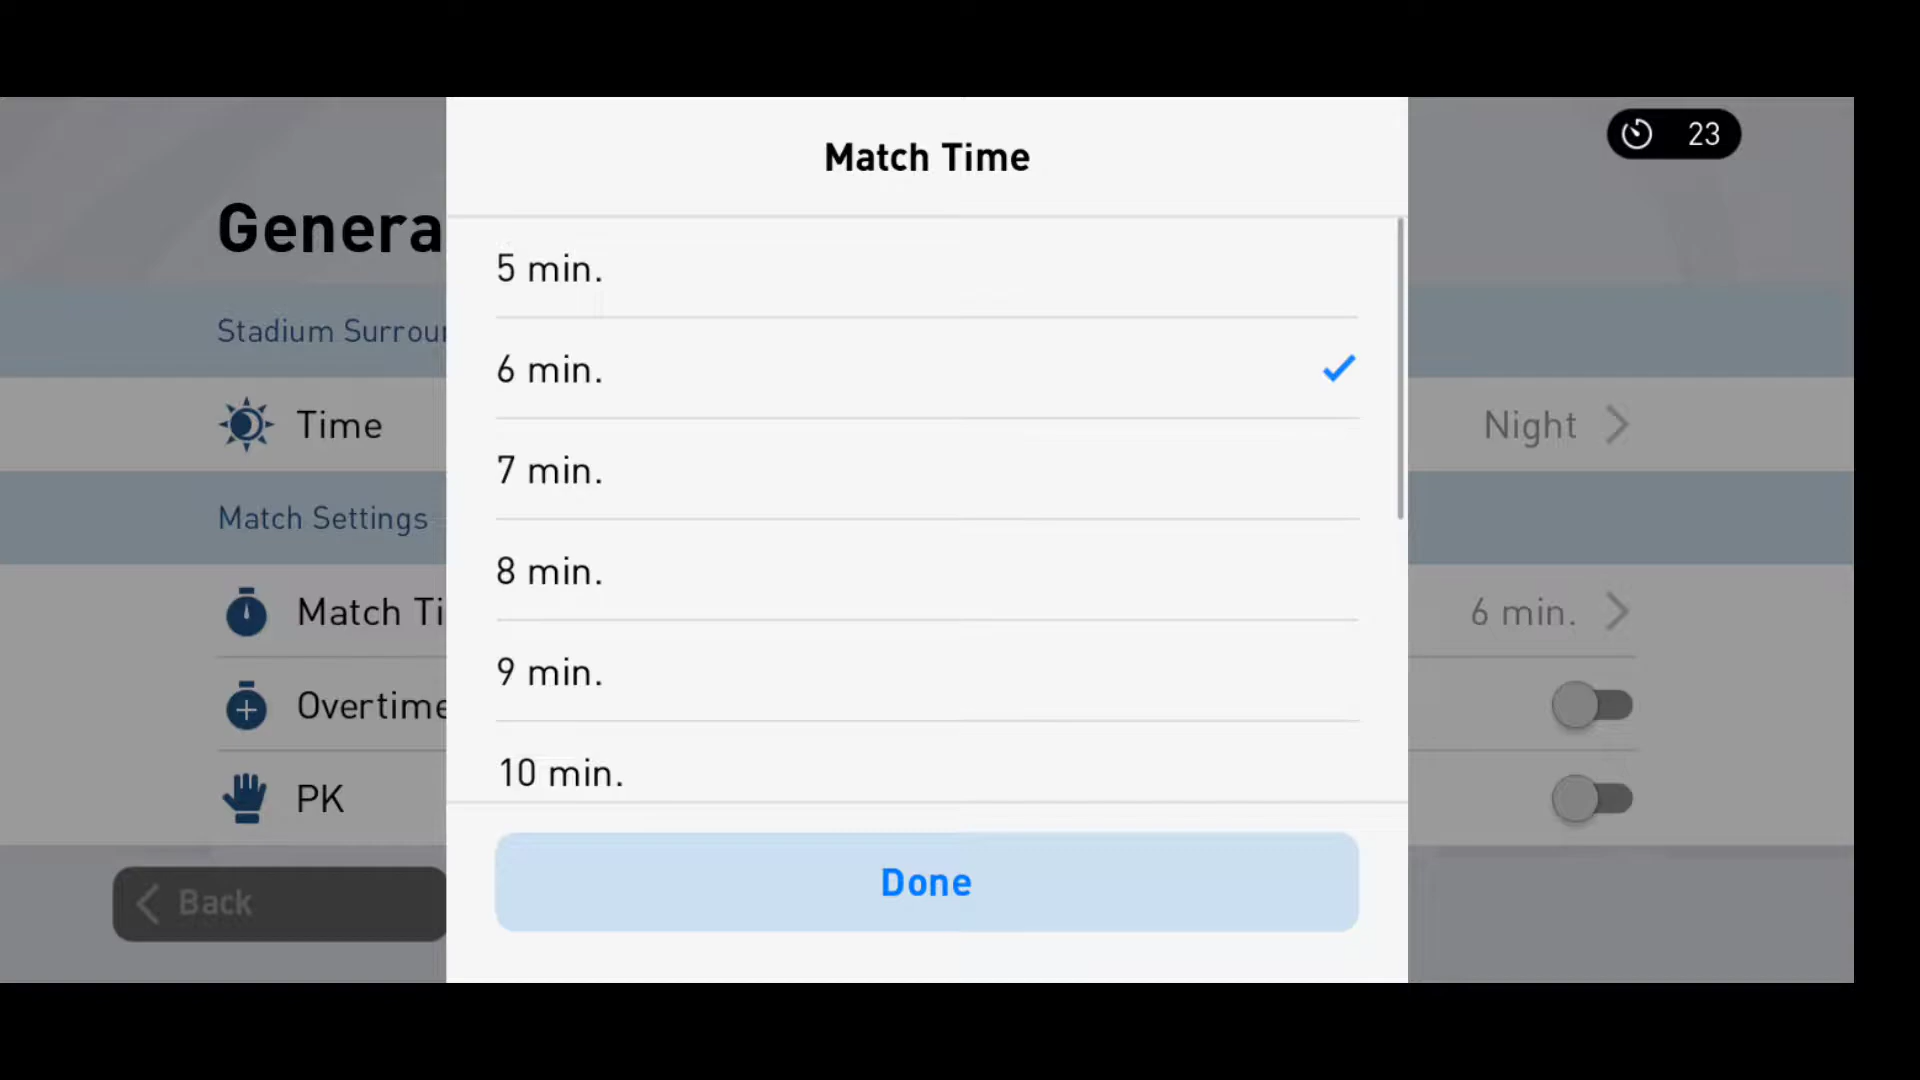 Match Time
23
Genera
5 min.
Stadium Surrou
6 min.
Time
Night
7 min.
Match Settings
8 min.
Match Ti
6 min.
9 min.
Overtime
10 min.
PK
Done
Back